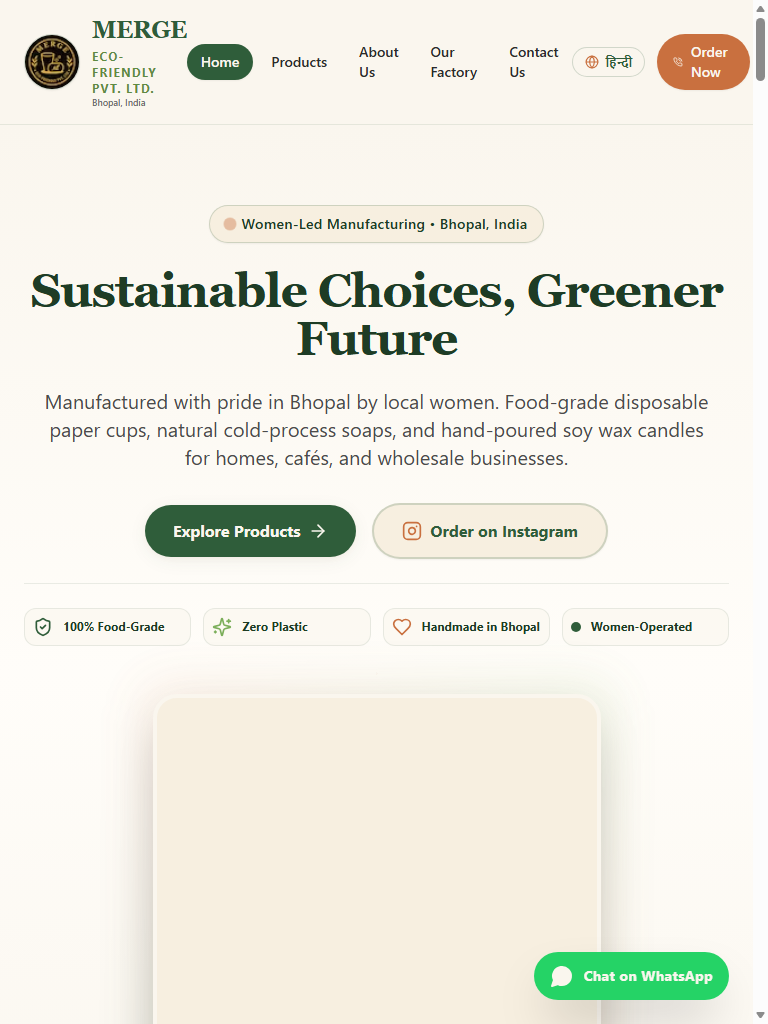 MERGE
ECO-
FRIENDLY
PVT. LTD.
Bhopal, India
Home
Products
About
Us
Our
Factory
Contact
Us
हिन्दी
Order
Now
Women-Led Manufacturing • Bhopal, India
Sustainable Choices, Greener
Future
Manufactured with pride in Bhopal by local women. Food-grade disposable
paper cups, natural cold-process soaps, and hand-poured soy wax candles
for homes, cafés, and wholesale businesses.
Explore Products
Order on Instagram
100% Food-Grade
Zero Plastic
Handmade in Bhopal
Women-Operated
Chat on WhatsApp